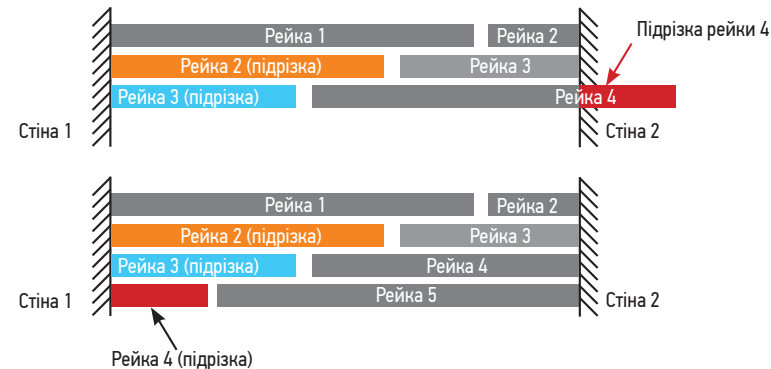 Рейка 1
Рейка 2
Підрізка рейки 4
Рейка 2 (підрізка)
Рейка 3
Рейка 3 (підрізка)
Рейка 4
Стіна 1
Стіна 2
Рейка 1
Рейка 2
Рейка 2 (підрізка)
Рейка 3
Рейка 3 (підрізка)
Рейка 4
Стіна 1
Рейка 5
Стіна 2
Рейка 4 (підрізка)